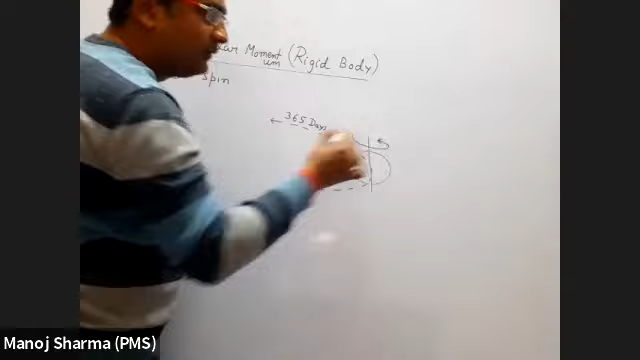 Moment (Rigid Body)
um
spin
← 365 Days
Manoj Sharma (PMS)